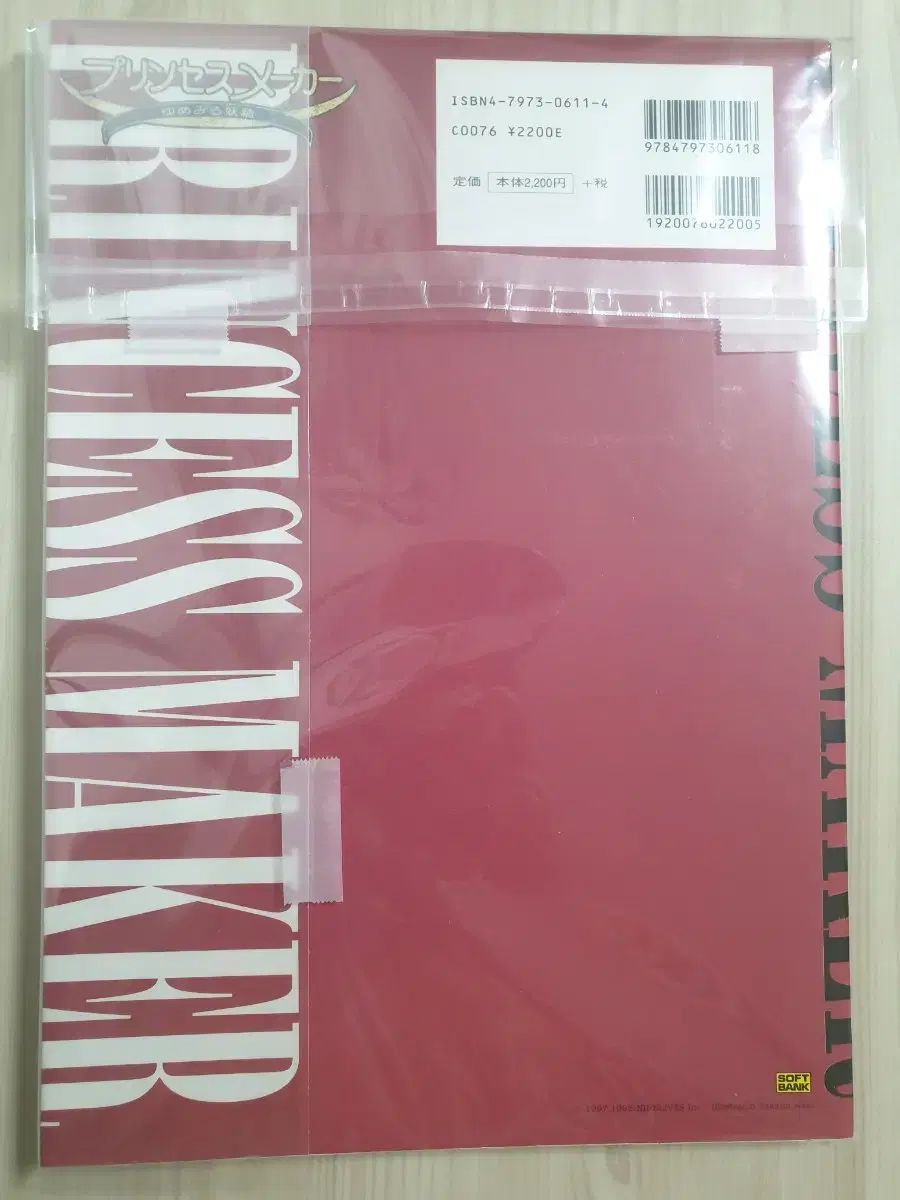 プリンセスメーカー
ゆめみる妖精
ISBN4-7973-0611-4
C0076 ¥2200E
9784797306118
定価 本体2,200円 +税
1920076022005
PRINCESS MAKER
SOFT
BANK